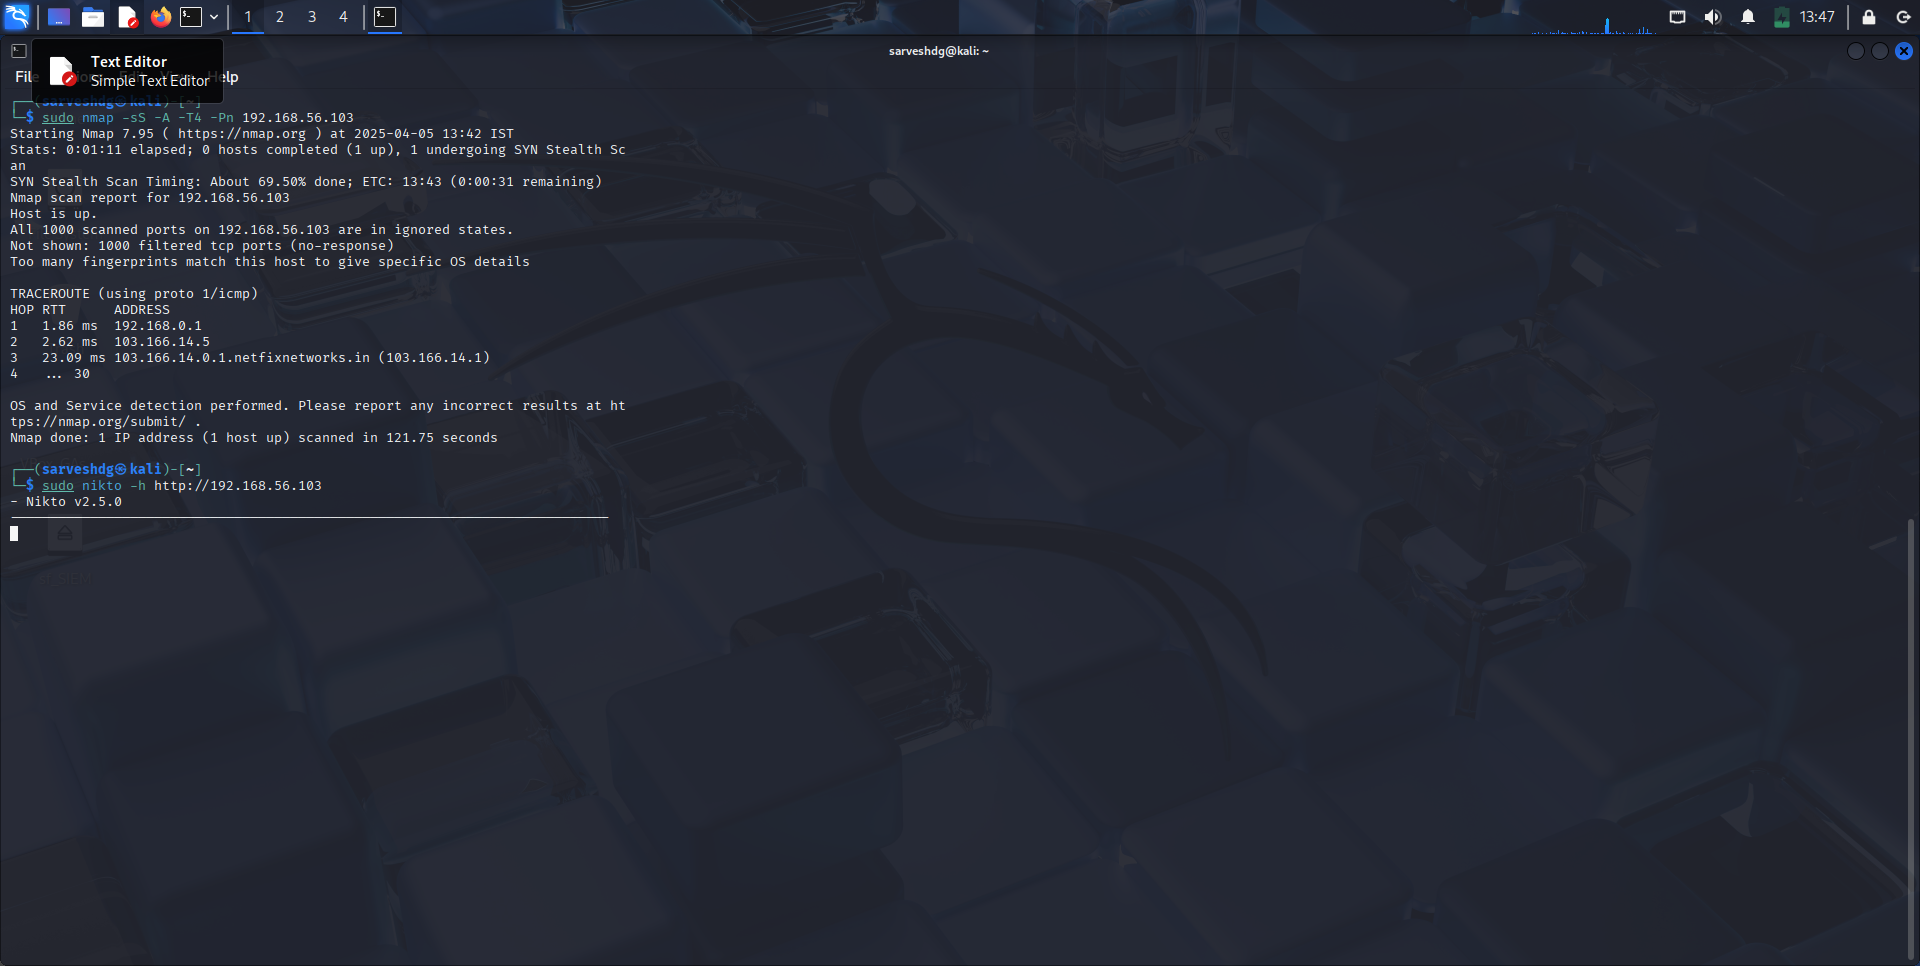 1 2 3 4 13:47
sarveshdg@kali: ~
Text Editor
Simple Text Editor
File Help
(sarveshdg㉿kali)-[~]
$ sudo nmap -sS -A -T4 -Pn 192.168.56.103
Starting Nmap 7.95 ( https://nmap.org ) at 2025-04-05 13:42 IST
Stats: 0:01:11 elapsed; 0 hosts completed (1 up), 1 undergoing SYN Stealth Sc
an
SYN Stealth Scan Timing: About 69.50% done; ETC: 13:43 (0:00:31 remaining)
Nmap scan report for 192.168.56.103
Host is up.
All 1000 scanned ports on 192.168.56.103 are in ignored states.
Not shown: 1000 filtered tcp ports (no-response)
Too many fingerprints match this host to give specific OS details
TRACEROUTE (using proto 1/icmp)
HOP RTT ADDRESS
1 1.86 ms 192.168.0.1
2 2.62 ms 103.166.14.5
3 23.09 ms 103.166.14.0.1.netfixnetworks.in (103.166.14.1)
4 ... 30
OS and Service detection performed. Please report any incorrect results at ht
tps://nmap.org/submit/ .
Nmap done: 1 IP address (1 host up) scanned in 121.75 seconds
(sarveshdg㉿kali)-[~]
$ sudo nikto -h http://192.168.56.103
- Nikto v2.5.0